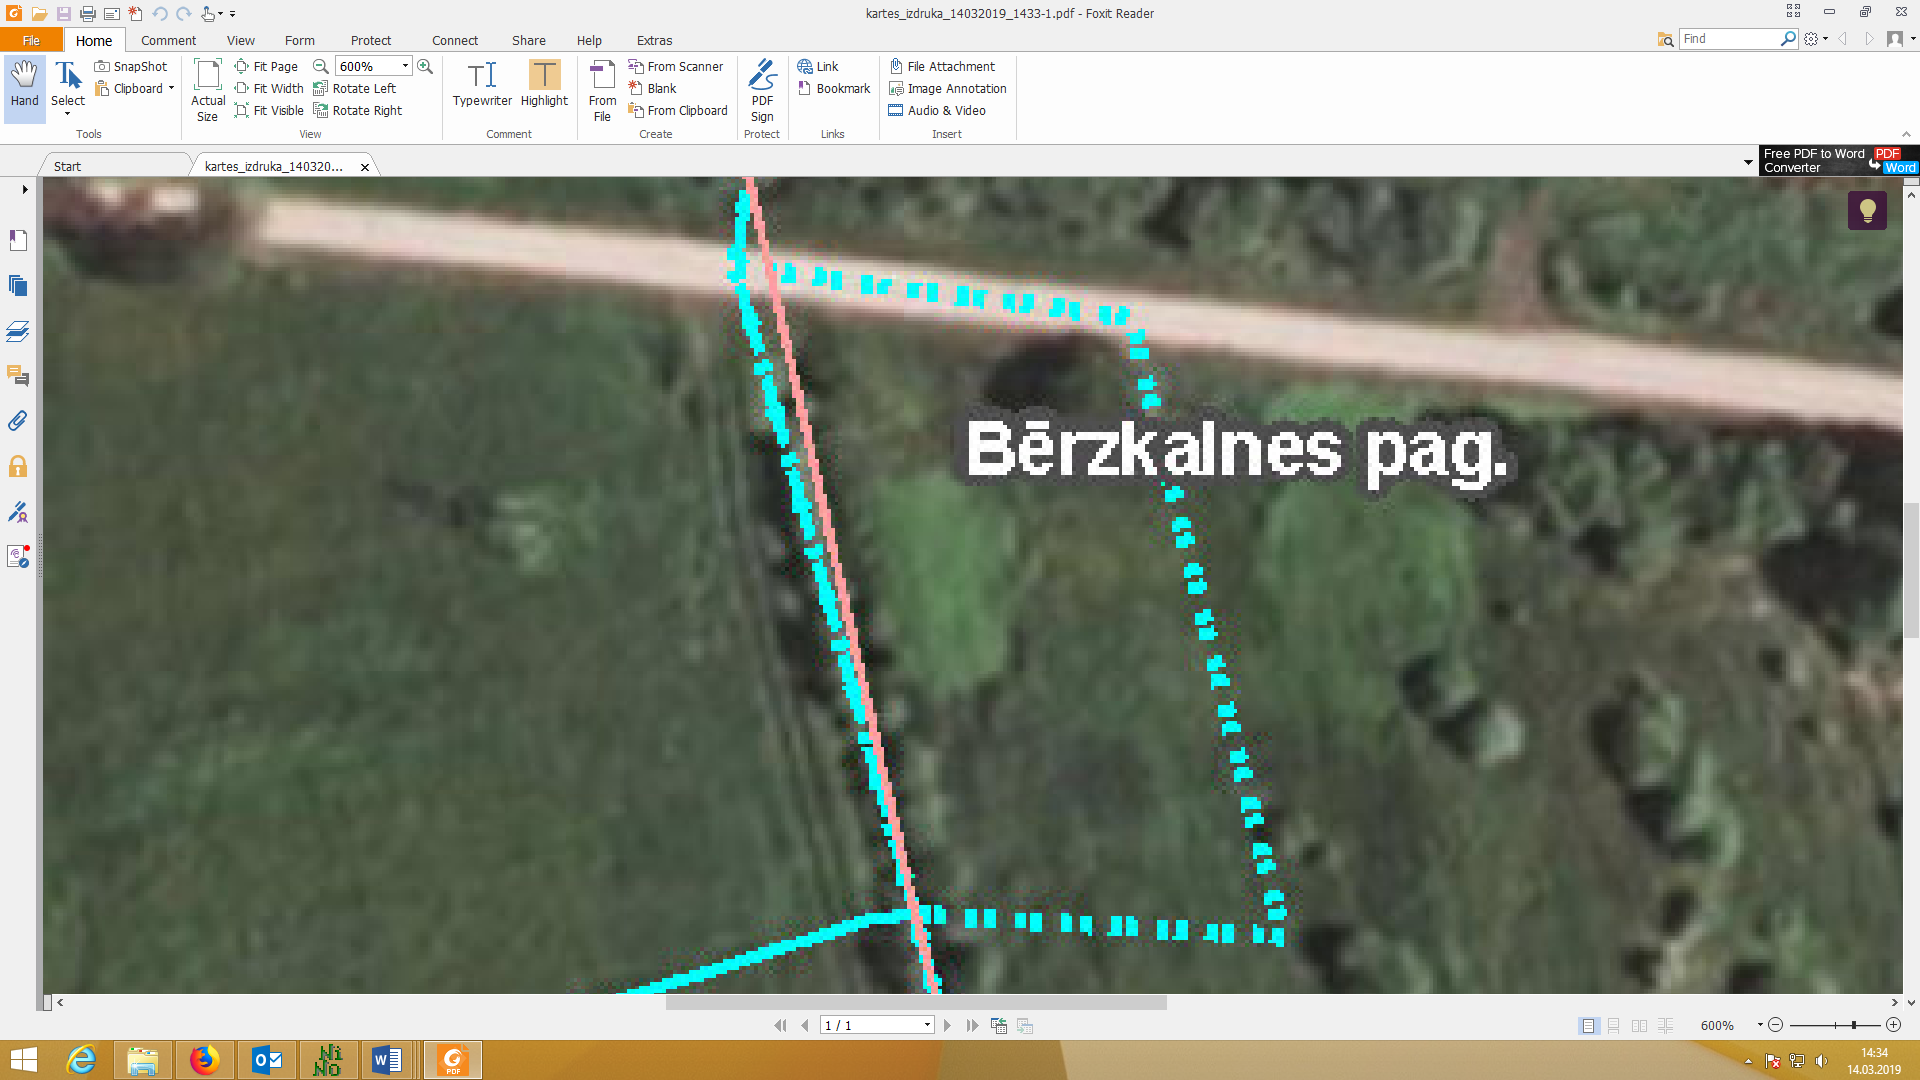 kartes_izdruka_14032019_1433-1.pdf - Foxit Reader
File Home Comment View Form Protect Connect Share Help Extras
Find
Hand
Select
SnapShot
Clipboard
Tools
Actual Size
Fit Page
Fit Width
Fit Visible
600%
Rotate Left
Rotate Right
View
Typewriter
Highlight
Comment
From File
From Scanner
Blank
From Clipboard
Create
PDF Sign
Protect
Link
Bookmark
Links
File Attachment
Image Annotation
Audio & Video
Insert
Start
kartes_izdruka_140320...
Free PDF to Word Converter
PDF
Word
Bērzkalnes pag.
1 / 1
600%
Ni
No
PDF
14:34
14.03.2019